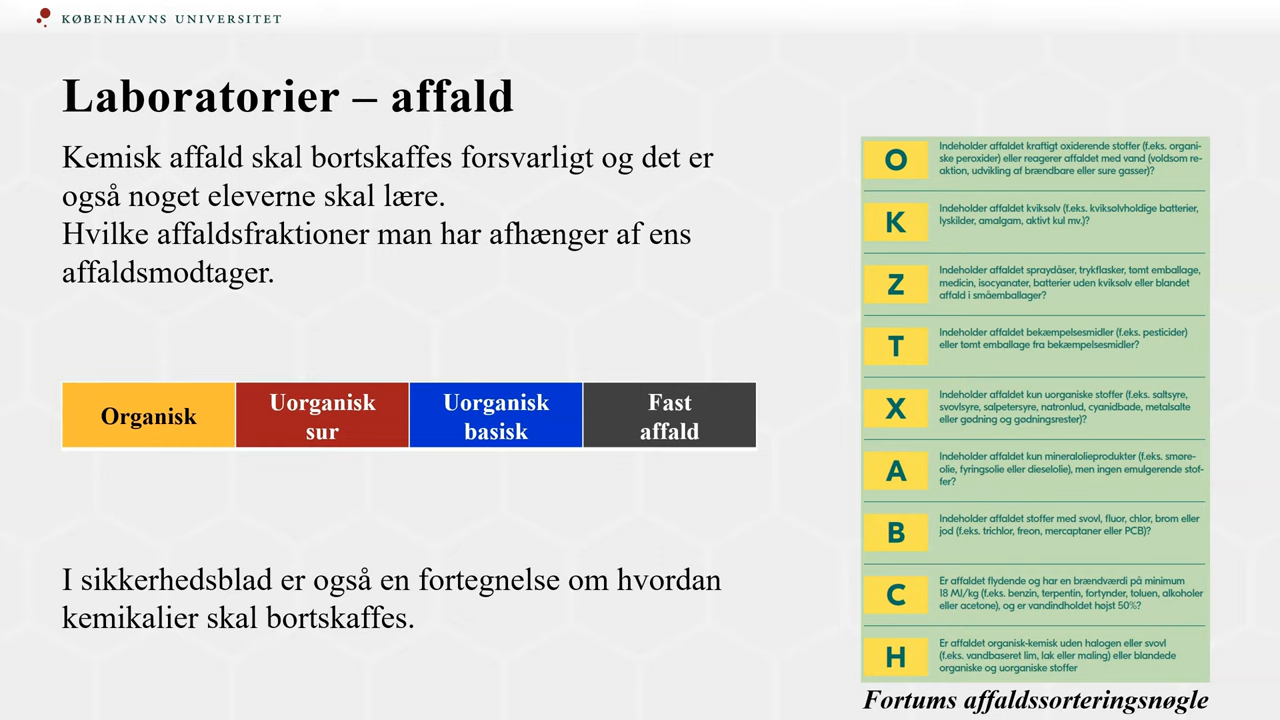 KØBENHAVNS UNIVERSITET
Laboratorier – affald
Kemisk affald skal bortskaffes forsvarligt og det er
også noget eleverne skal lære.
Hvilke affaldsfraktioner man har afhænger af ens
affaldsmodtager.
Organisk
Uorganisk
sur
Uorganisk
basisk
Fast
affald
I sikkerhedsblad er også en fortegnelse om hvordan
kemikalier skal bortskaffes.
O
Indeholder affaldet kraftigt oxiderende stoffer (f.eks. organi-
ske peroxider) eller reagerer affaldet med vand (voldsom re-
aktion, udvikling af brændbare eller sure gasser)?
K
Indeholder affaldet kviksølv (f.eks. kviksølvholdige batterier,
lyskilder, amalgam, aktivt kul mv.)?
Z
Indeholder affaldet spraydåser, trykflasker, tømt emballage,
medicin, isocyanater, batterier uden kviksølv eller blandet
affald i småemballager?
T
Indeholder affaldet bekæmpelsesmidler (f.eks. pesticider)
eller tømt emballage fra bekæmpelsesmidler?
X
Indeholder affaldet kun uorganiske stoffer (f.eks. saltsyre,
svovlsyre, salpetersyre, natronlud, cyanidbade, metalsalte
eller gødning og gødningsrester)?
A
Indeholder affaldet kun mineralolieprodukter (f.eks. smøre-
olie, fyringsolie eller dieselolie), men ingen emulgerende stof-
fer?
B
Indeholder affaldet stoffer med svovl, fluor, chlor, brom eller
jod (f.eks. trichlor, freon, mercaptaner eller PCB)?
C
Er affaldet flydende og har en brændværdi på minimum
18 MJ/kg (f.eks. benzin, terpentin, fortynder, toluen, alkoholer
eller acetone), og er vandindholdet højst 50%?
H
Er affaldet organisk-kemisk uden halogen eller svovl
(f.eks. vandbaseret lim, lak eller maling) eller blandede
organiske og uorganiske stoffer
Fortums affaldssorteringsnøgle